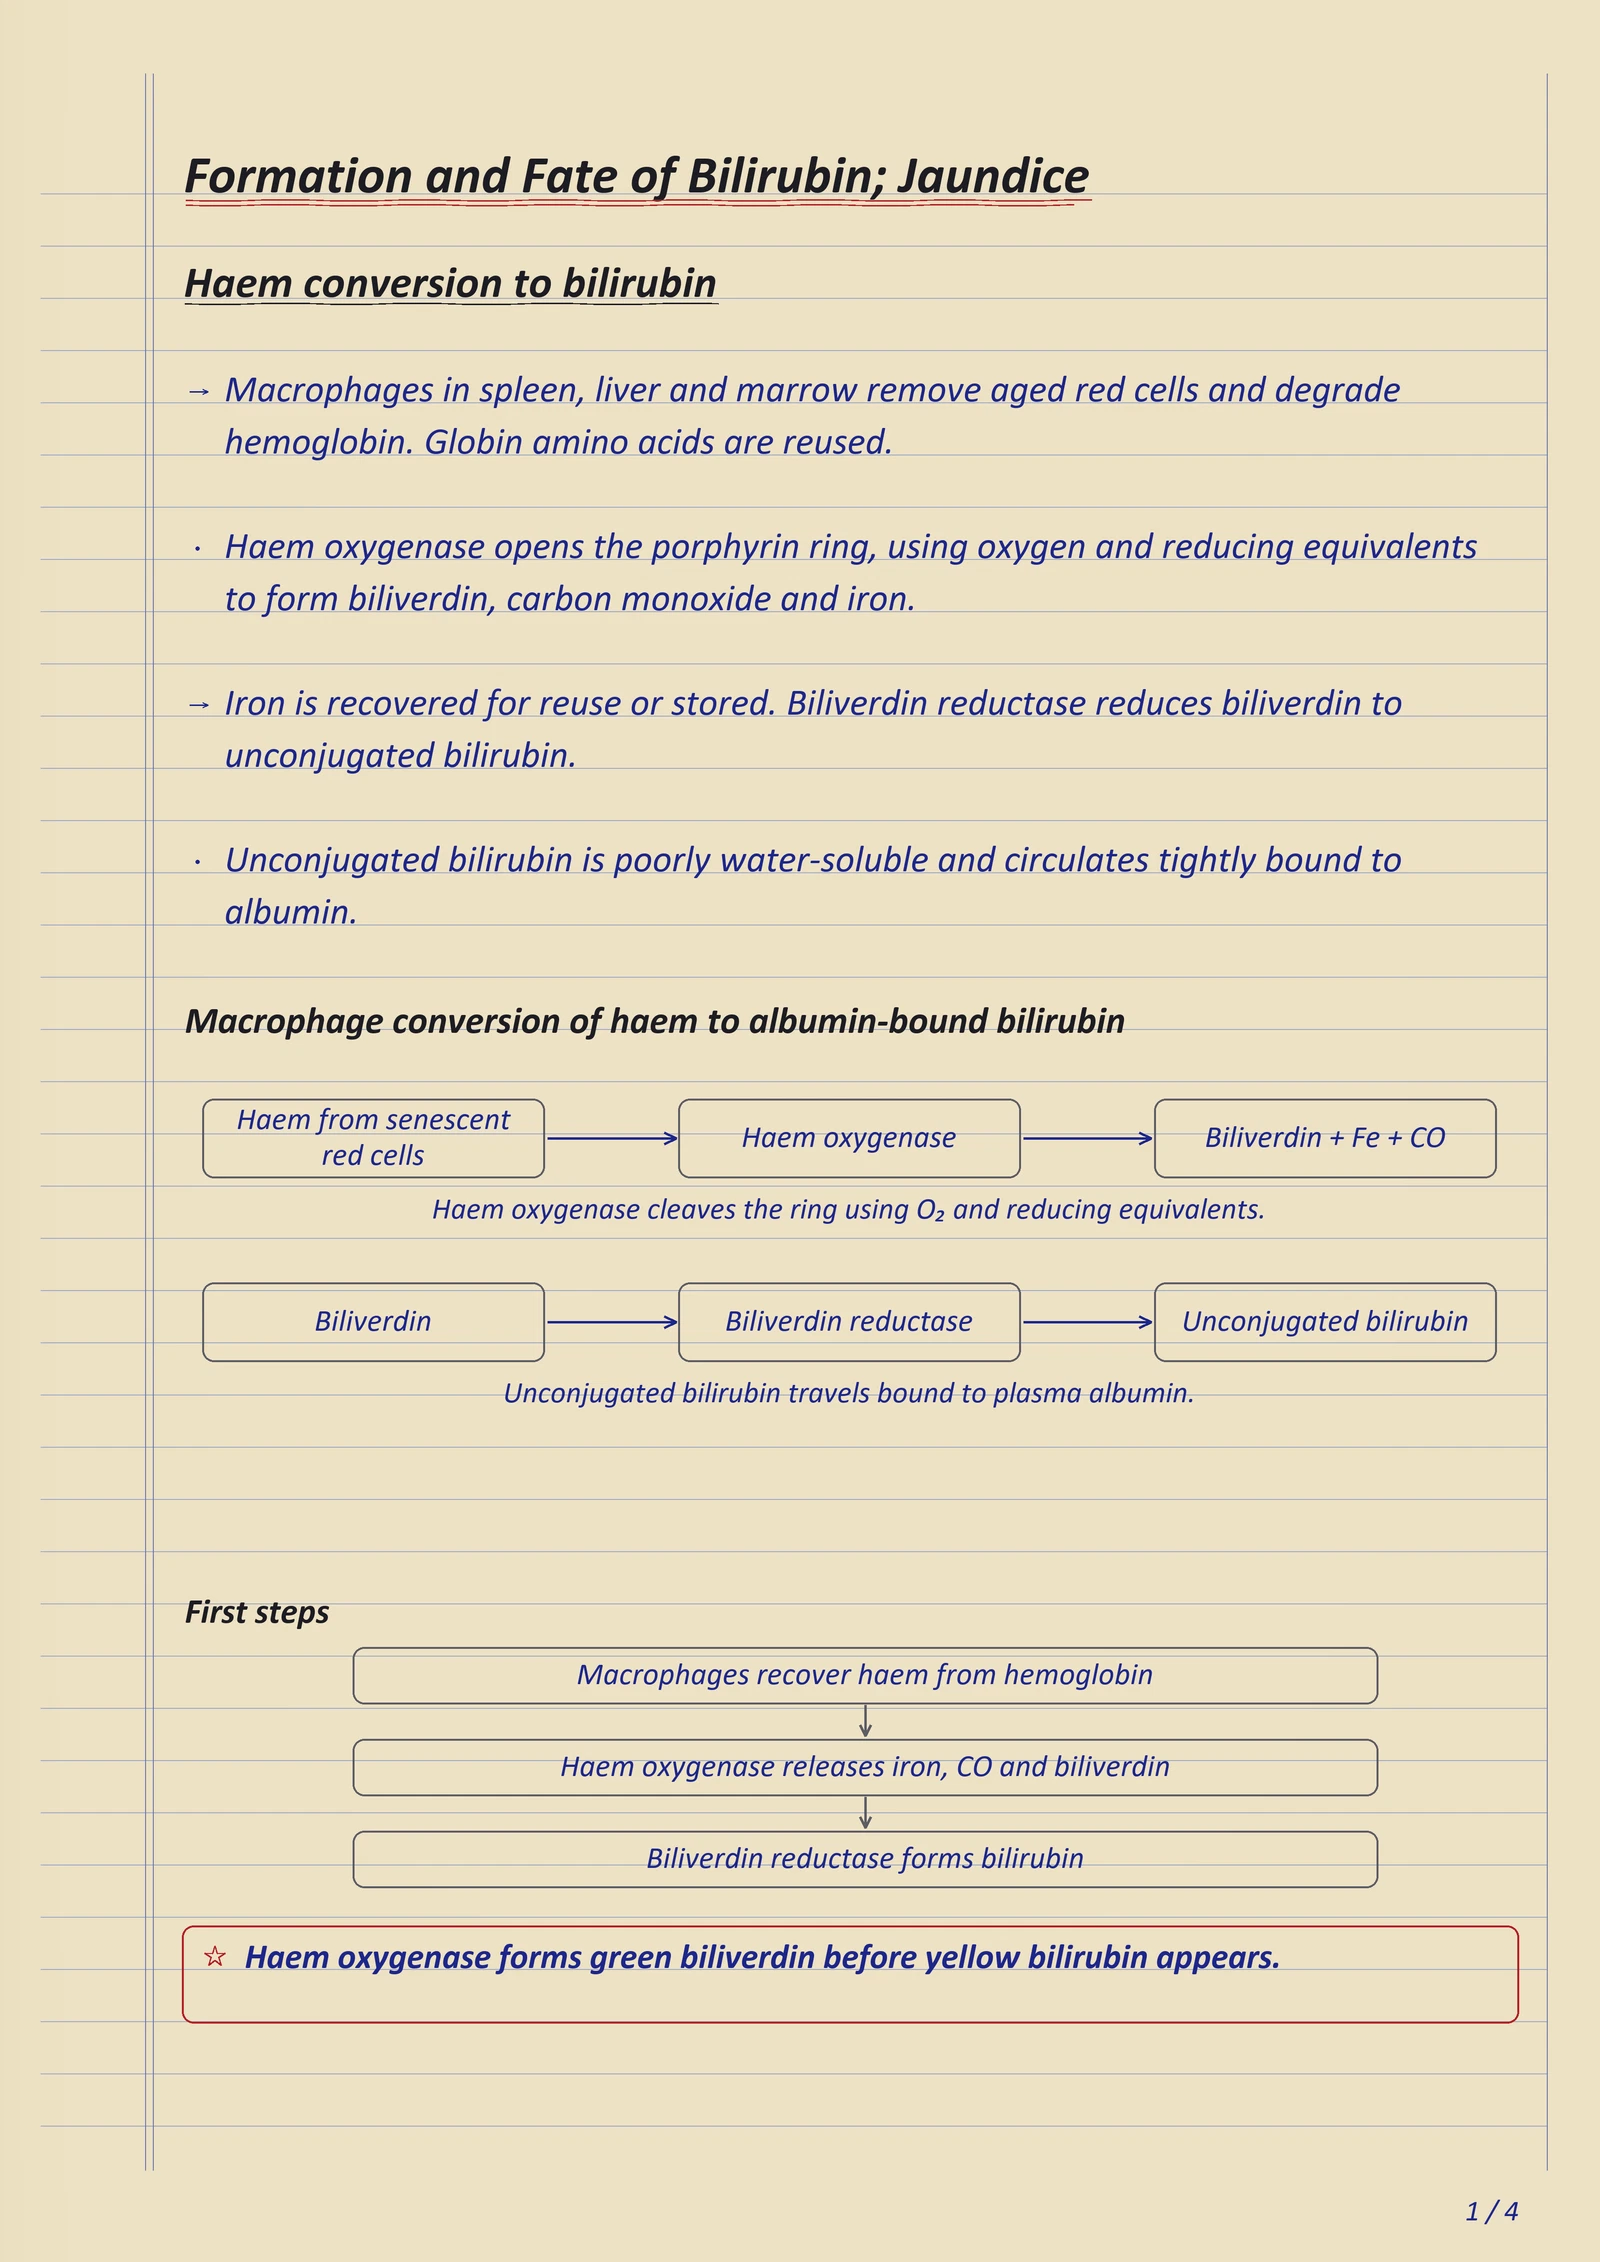 Formation and Fate of Bilirubin; Jaundice
Haem conversion to bilirubin
→ Macrophages in spleen, liver and marrow remove aged red cells and degrade
hemoglobin. Globin amino acids are reused.
· Haem oxygenase opens the porphyrin ring, using oxygen and reducing equivalents
to form biliverdin, carbon monoxide and iron.
→ Iron is recovered for reuse or stored. Biliverdin reductase reduces biliverdin to
unconjugated bilirubin.
· Unconjugated bilirubin is poorly water-soluble and circulates tightly bound to
albumin.
Macrophage conversion of haem to albumin-bound bilirubin
Haem from senescent
red cells
Haem oxygenase
Biliverdin + Fe + CO
Haem oxygenase cleaves the ring using O₂ and reducing equivalents.
Biliverdin
Biliverdin reductase
Unconjugated bilirubin
Unconjugated bilirubin travels bound to plasma albumin.
First steps
Macrophages recover haem from hemoglobin
Haem oxygenase releases iron, CO and biliverdin
Biliverdin reductase forms bilirubin
☆ Haem oxygenase forms green biliverdin before yellow bilirubin appears.
1 / 4